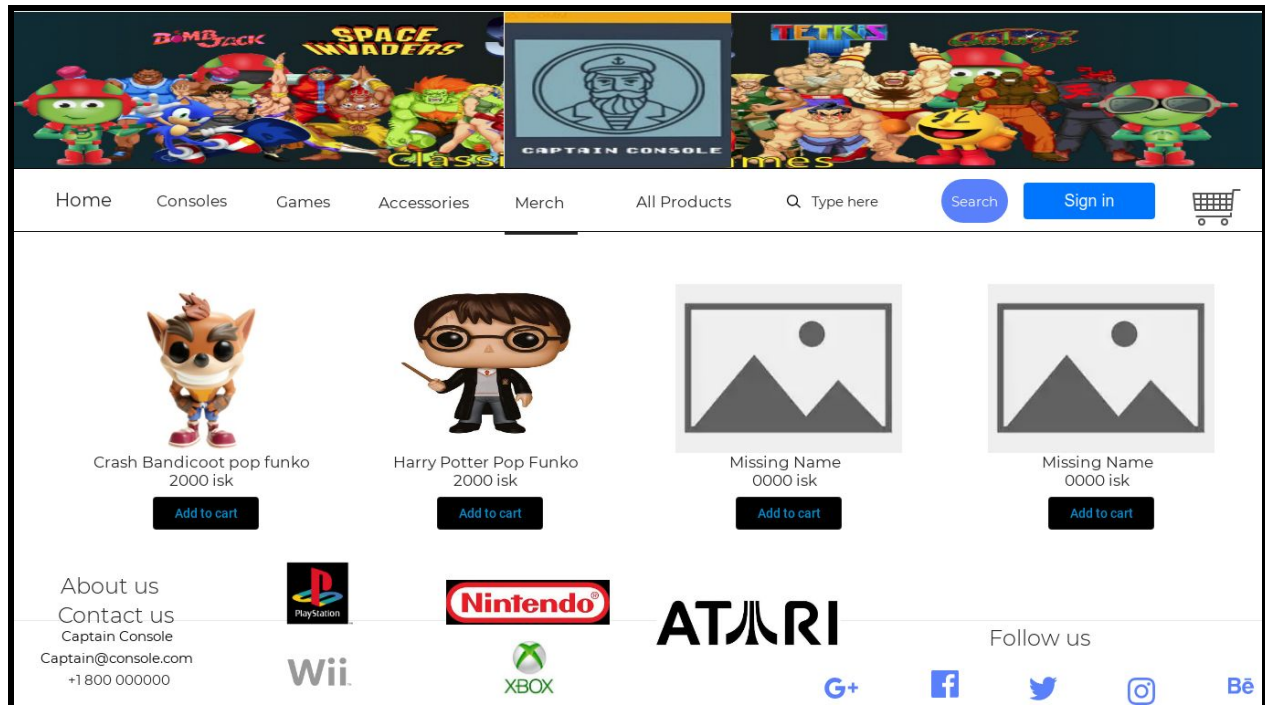 BOMB JACK
SPACE
INVADERS
TETRIS
Galaga
CAPTAIN CONSOLE
Home
Consoles
Games
Accessories
Merch
All Products
Type here
Search
Sign in
Crash Bandicoot pop funko
2000 isk
Add to cart
Harry Potter Pop Funko
2000 isk
Add to cart
Missing Name
0000 isk
Add to cart
Missing Name
0000 isk
Add to cart
About us
Contact us
Captain Console
Captain@console.com
+1 800 000000
PlayStation
Nintendo®
ATARI
Wii
XBOX
Follow us
G+
f
Bē